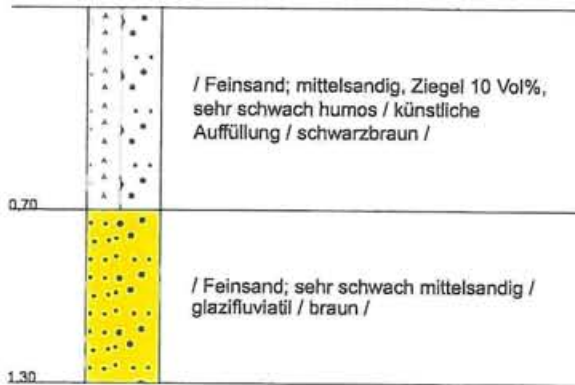 / Feinsand; mittelsandig, Ziegel 10 Vol%,
sehr schwach humos / künstliche
Auffüllung / schwarzbraun /
0,70
/ Feinsand; sehr schwach mittelsandig /
glazifluviatil / braun /
1,30